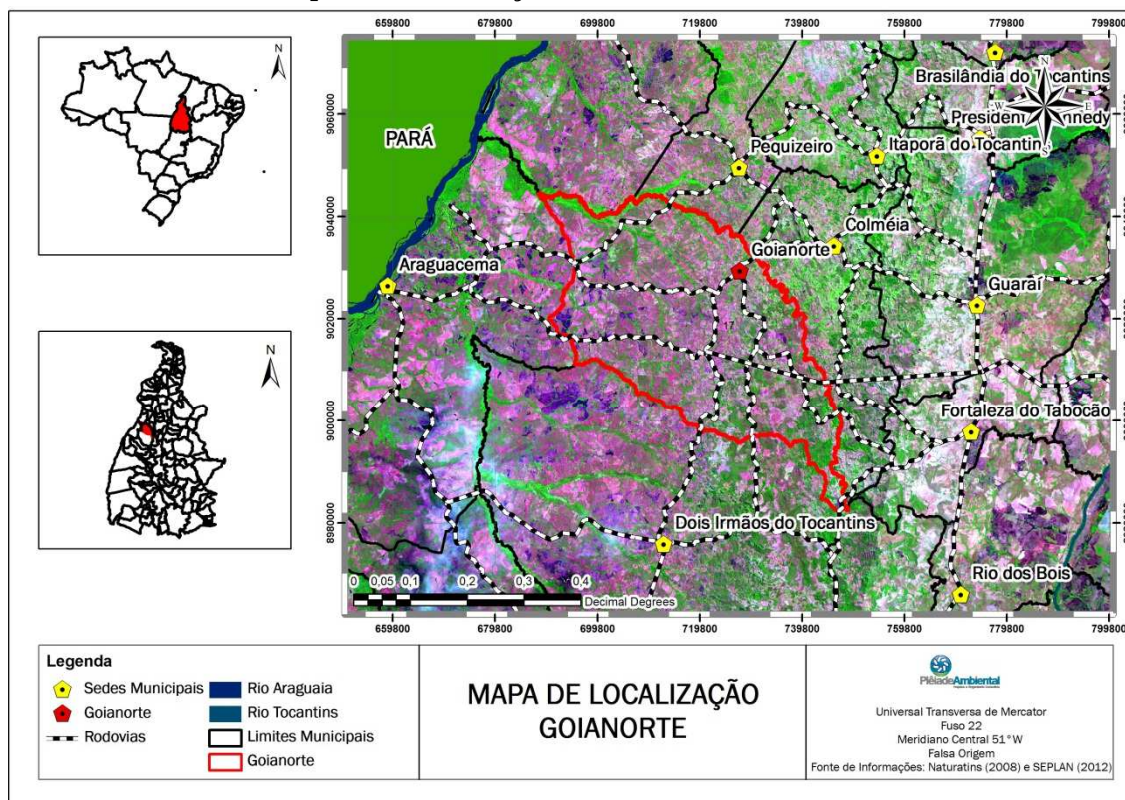 659800 679800 699800 719800 739800 759800 779800 799800
N
Brasilândia do Tocantins
N
W E
S
PARÁ
Pequizeiro
Itaporã do Tocantins
Colméia
Goianorte
Araguacema
Guaraí
17
Fortaleza do Tabocão
Dois Irmãos do Tocantins
Rio dos Bois
9060000
9040000
9020000
9000000
8980000
N
0 0,05 0,1 0,2 0,3 0,4
Decimal Degrees
659800 679800 699800 719800 739800 759800 779800 799800
Legenda
Sedes Municipais
Goianorte
Rodovias
Rio Araguaia
Rio Tocantins
Limites Municipais
Goianorte
MAPA DE LOCALIZAÇÃO
GOIANORTE
PlêiadeAmbiental
Universal Transversa de Mercator
Fuso 22
Meridiano Central 51°W
Falsa Origem
Fonte de Informações: Naturatins (2008) e SEPLAN (2012)